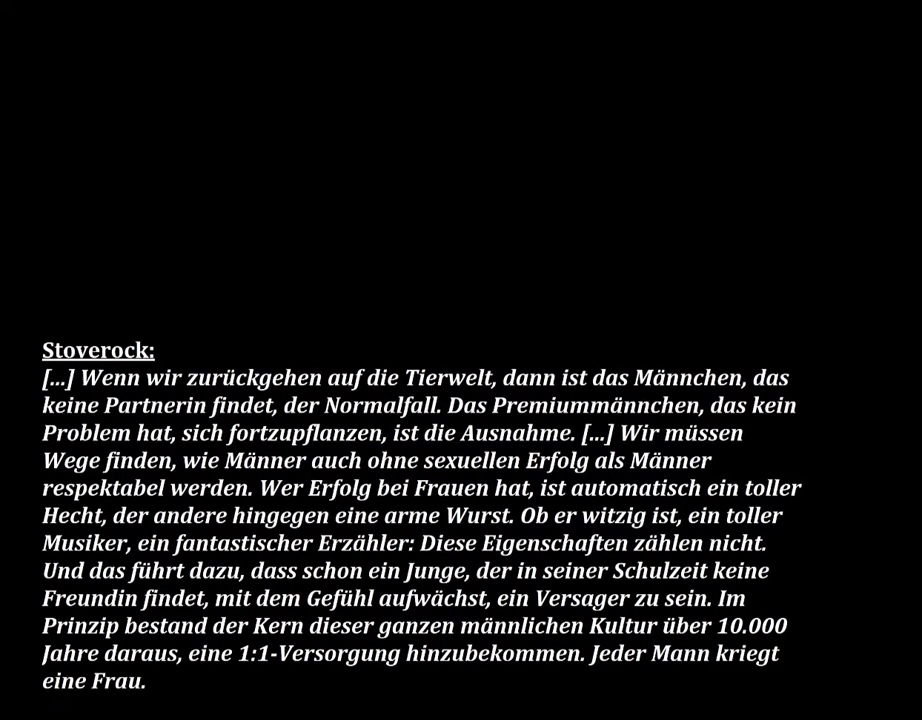 Stoverock:
[...] Wenn wir zurückgehen auf die Tierwelt, dann ist das Männchen, das
keine Partnerin findet, der Normalfall. Das Premiummännchen, das kein
Problem hat, sich fortzupflanzen, ist die Ausnahme. [...] Wir müssen
Wege finden, wie Männer auch ohne sexuellen Erfolg als Männer
respektabel werden. Wer Erfolg bei Frauen hat, ist automatisch ein toller
Hecht, der andere hingegen eine arme Wurst. Ob er witzig ist, ein toller
Musiker, ein fantastischer Erzähler: Diese Eigenschaften zählen nicht.
Und das führt dazu, dass schon ein Junge, der in seiner Schulzeit keine
Freundin findet, mit dem Gefühl aufwächst, ein Versager zu sein. Im
Prinzip bestand der Kern dieser ganzen männlichen Kultur über 10.000
Jahre daraus, eine 1:1-Versorgung hinzubekommen. Jeder Mann kriegt
eine Frau.